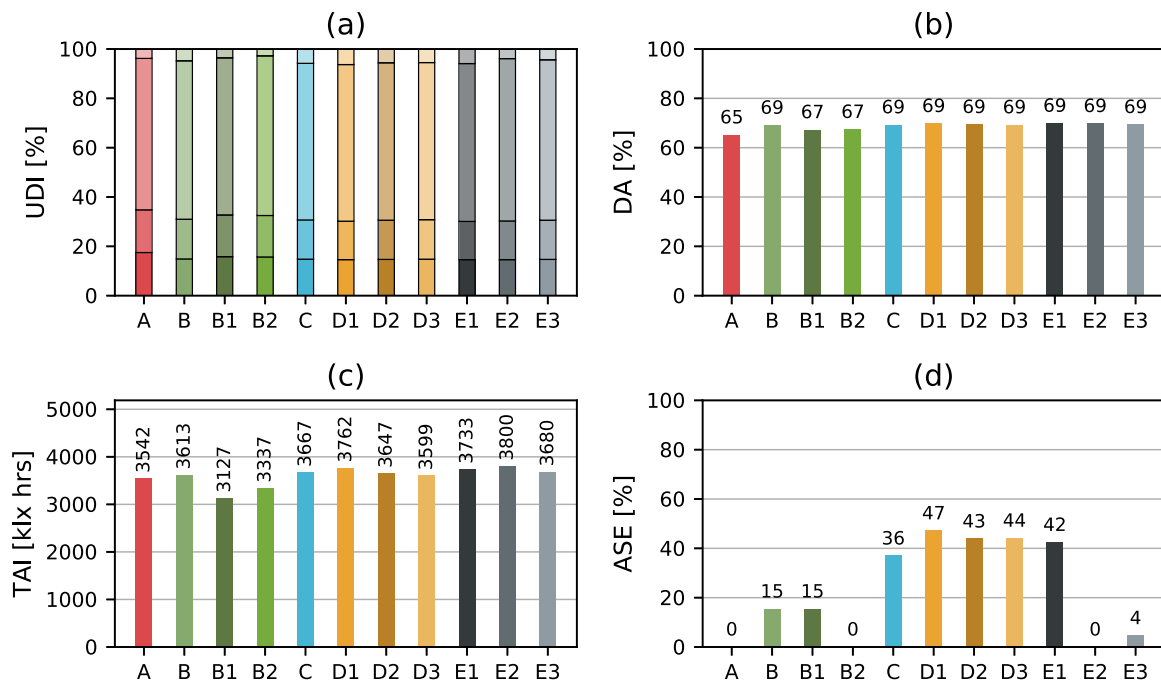 (a)
100
80
60
40
20
0
UDI [%]
A B B1 B2 C D1 D2 D3 E1 E2 E3
(b)
100
80
60
40
20
0
DA [%]
65 69 67 67 69 69 69 69 69 69 69
A B B1 B2 C D1 D2 D3 E1 E2 E3
(c)
5000
4000
3000
2000
1000
0
TAI [klx hrs]
3542 3613 3127 3337 3667 3762 3647 3599 3733 3800 3680
A B B1 B2 C D1 D2 D3 E1 E2 E3
(d)
100
80
60
40
20
0
ASE [%]
0 15 15 0 36 47 43 44 42 0 4
A B B1 B2 C D1 D2 D3 E1 E2 E3